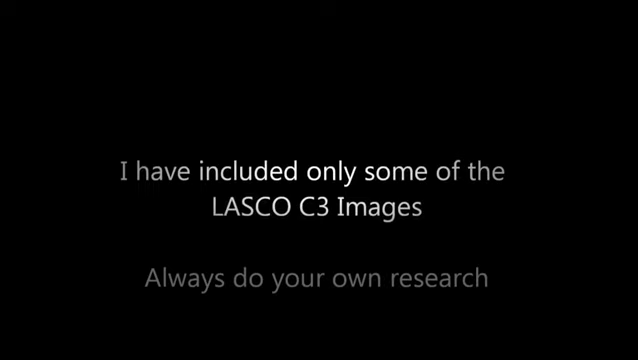 I have included only some of the
LASCO C3 Images
Always do your own research